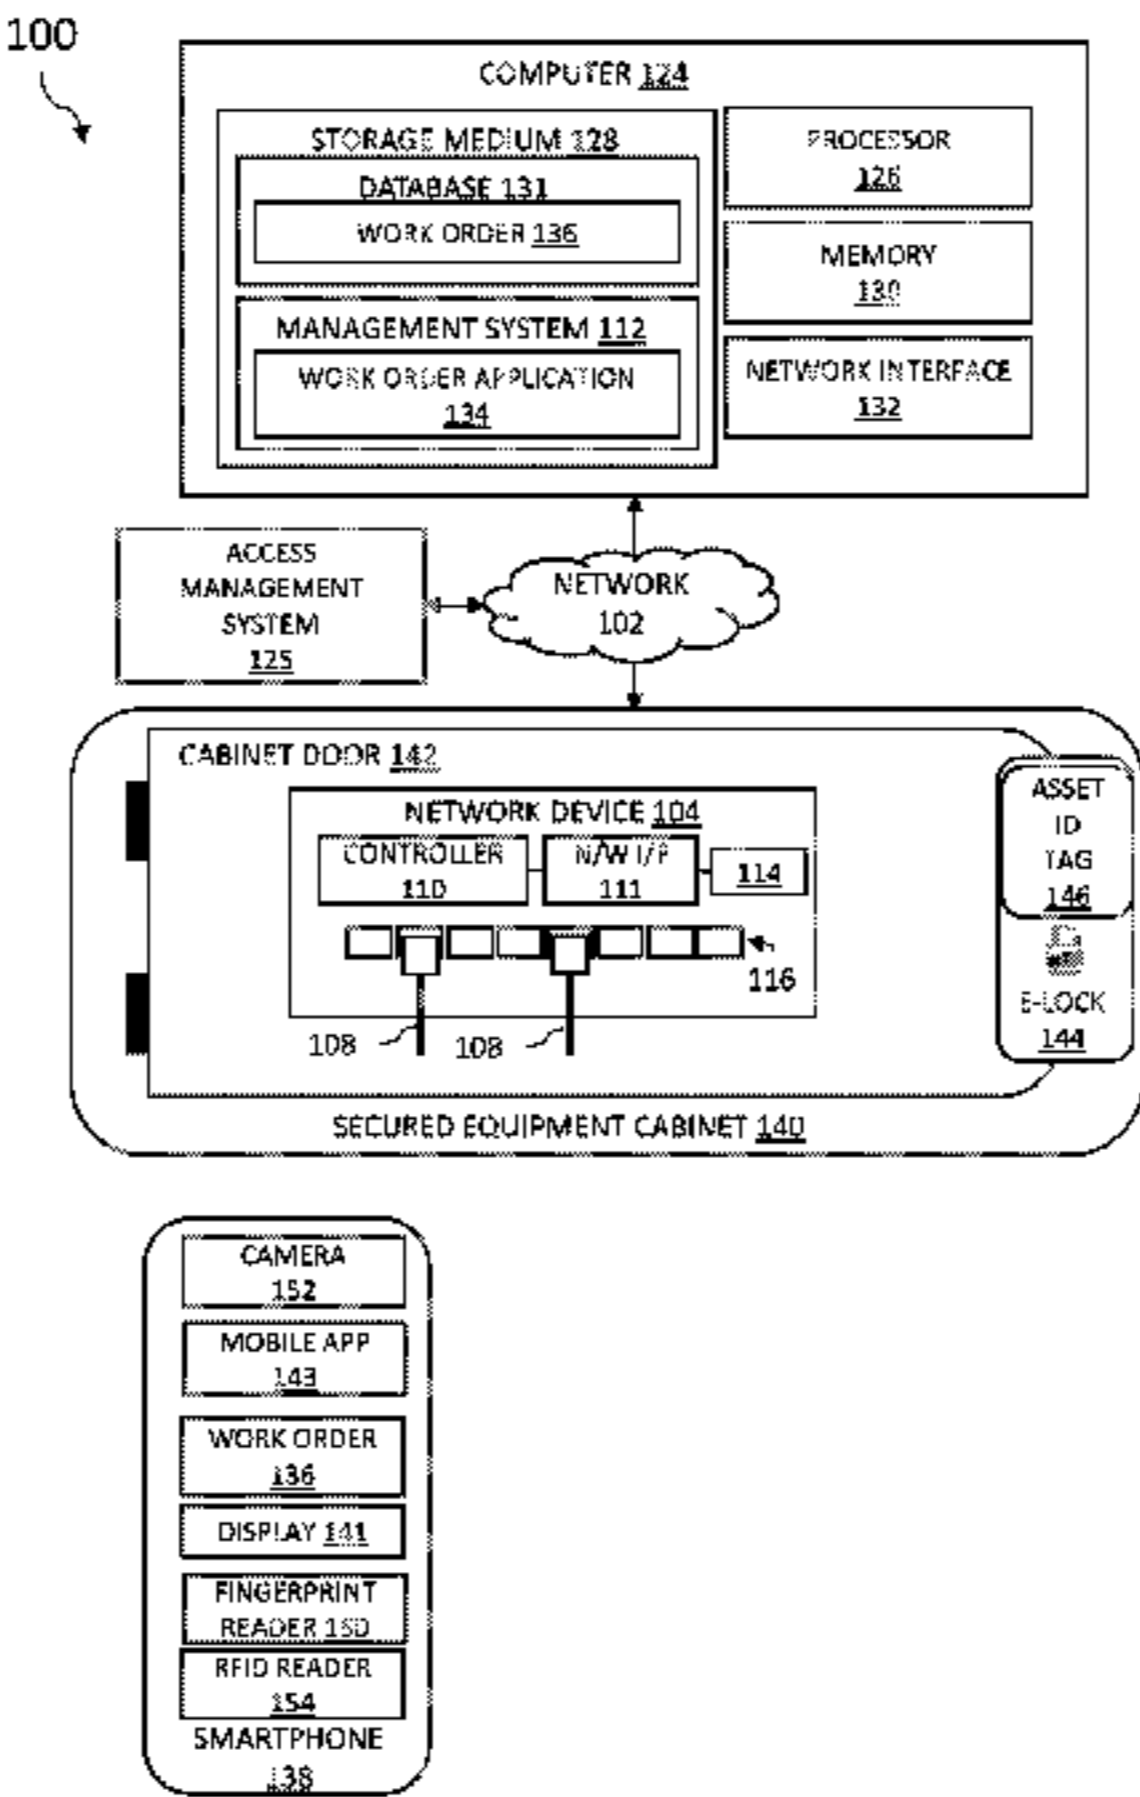 100
COMPUTER 124
STORAGE MEDIUM 128
DATABASE 131
WORK ORDER 136
MANAGEMENT SYSTEM 112
WORK ORDER APPLICATION
134
PROCESSOR
126
MEMORY
130
NETWORK INTERFACE
132
ACCESS
MANAGEMENT
SYSTEM
125
NETWORK
102
CABINET DOOR 142
NETWORK DEVICE 104
CONTROLLER
110
N/W I/F
111
114
116
108
108
ASSET
ID
TAG
146
E-LOCK
144
SECURED EQUIPMENT CABINET 140
CAMERA
152
MOBILE APP
143
WORK ORDER
136
DISPLAY 141
FINGERPRINT
READER 150
RFID READER
154
SMARTPHONE
138